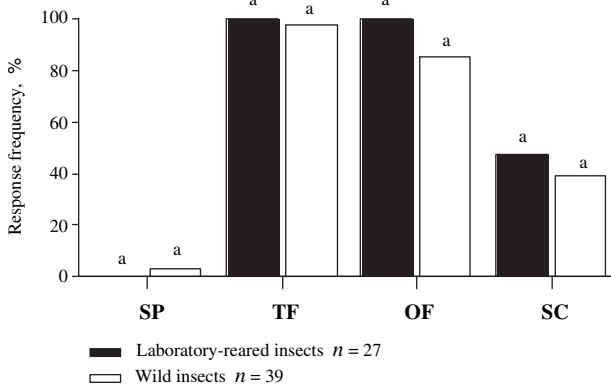 a a
100 a
a
80
60
a
40 a
20
a a
0
Response frequency, %
SP TF OF SC
Laboratory-reared insects n = 27
Wild insects n = 39